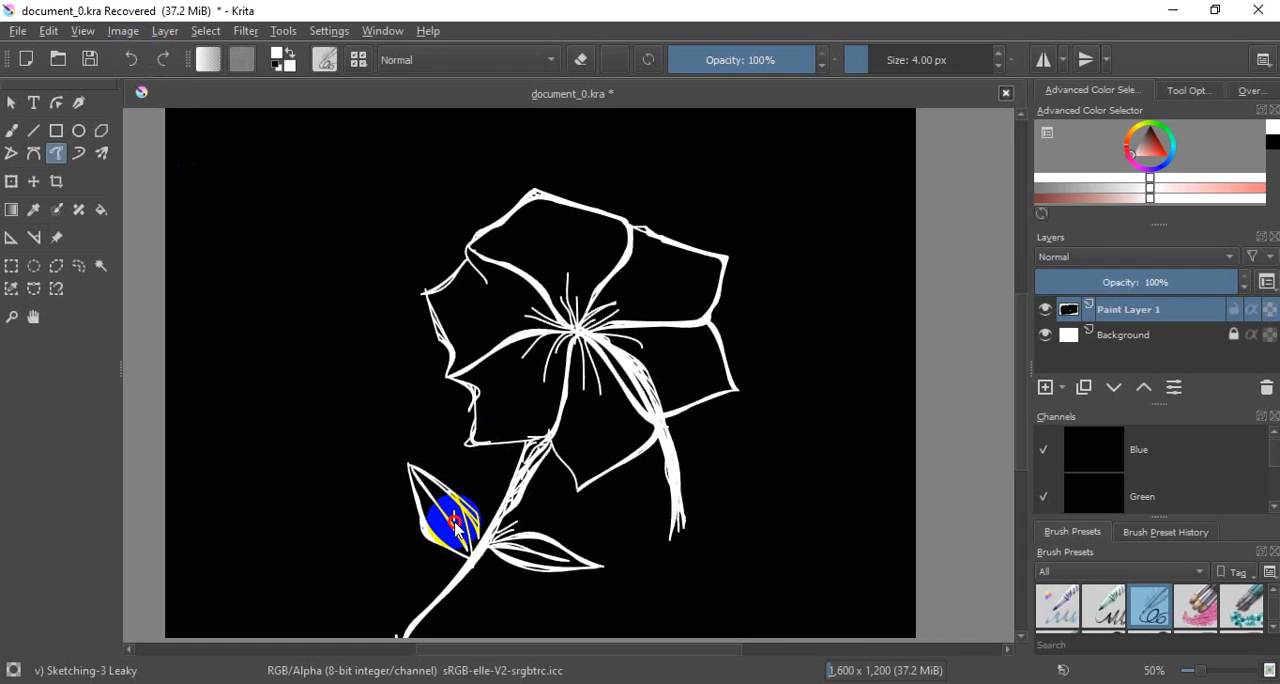 document_0.kra Recovered (37.2 MiB) * - Krita
File Edit View Image Layer Select Filter Tools Settings Window Help
Normal
Opacity: 100%
Size: 4.00 px
document_0.kra *
Advanced Color Sele...
Tool Opt...
Over...
Advanced Color Selector
Layers
Normal
Opacity: 100%
Paint Layer 1
Background
Channels
Blue
Green
Brush Presets
Brush Preset History
Brush Presets
All
Tag
Search
v) Sketching-3 Leaky
RGB/Alpha (8-bit integer/channel) sRGB-elle-V2-srgbtrc.icc
1,600 x 1,200 (37.2 MiB)
50%